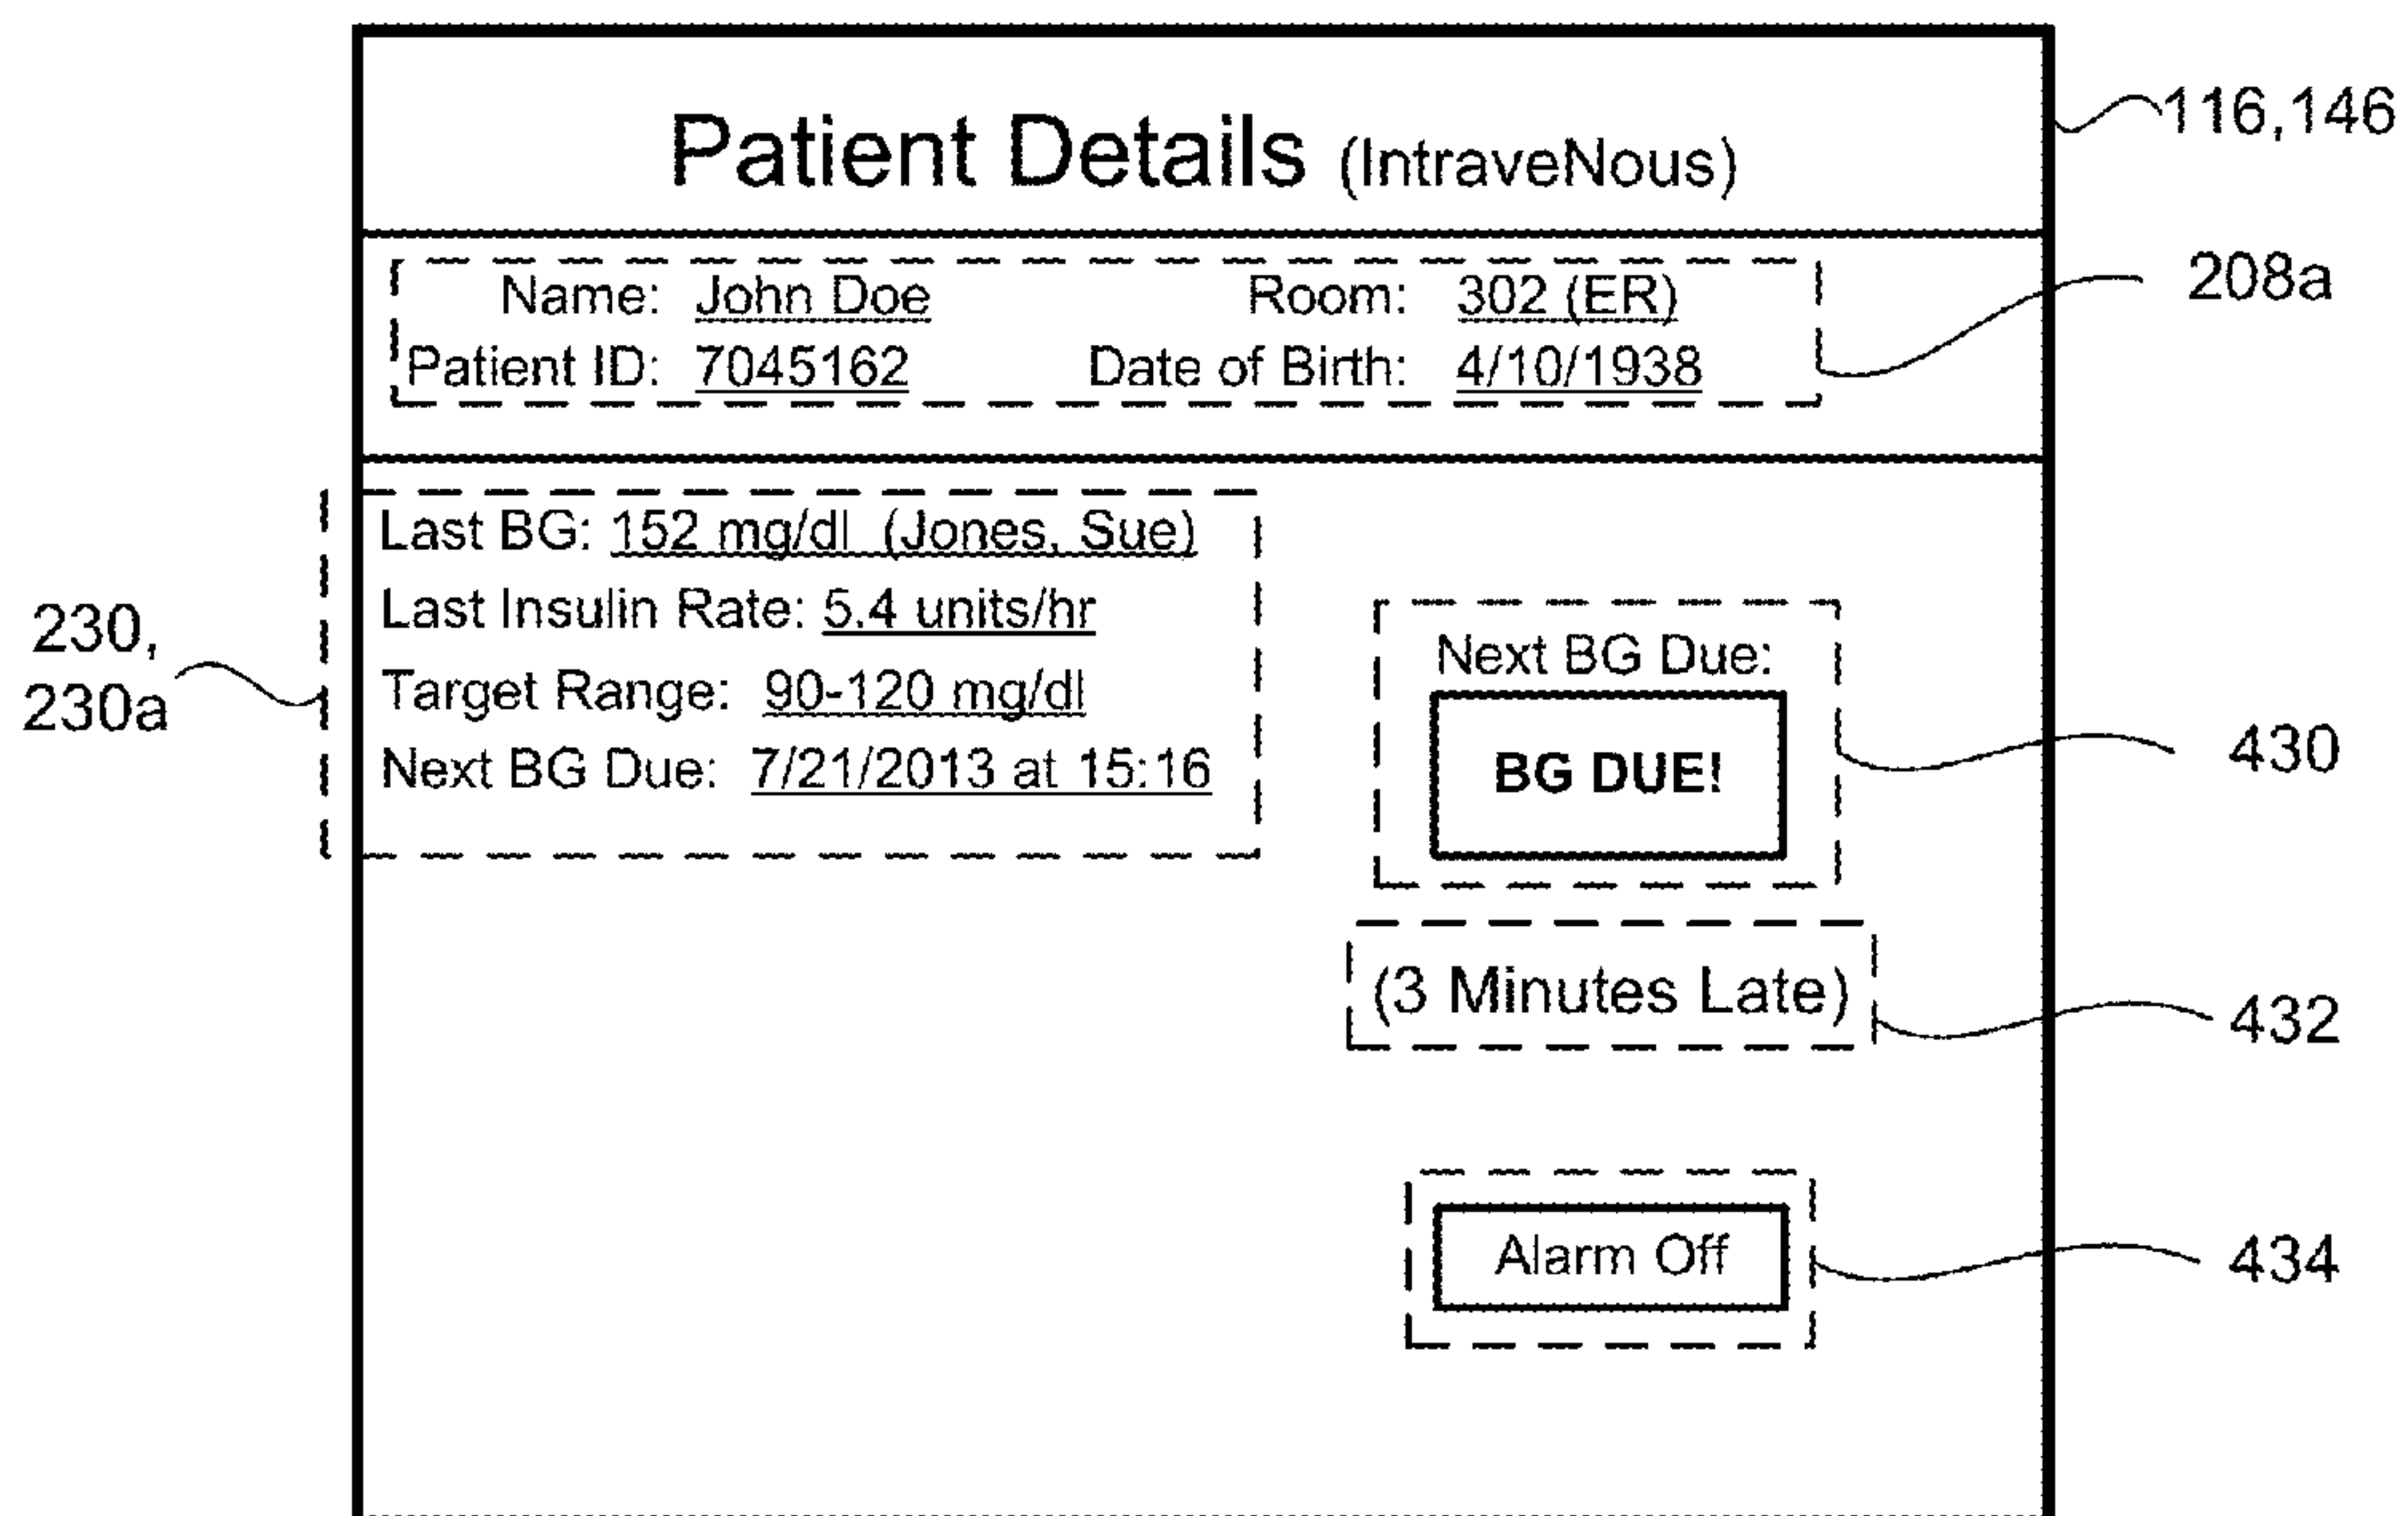 Patient Details (IntraveNous)
116,146
Name: John Doe Room: 302 (ER)
208a
Patient ID: 7045162 Date of Birth: 4/10/1938
Last BG: 152 mg/dl (Jones, Sue)
Last Insulin Rate: 5.4 units/hr
230,
230a
Target Range: 90-120 mg/dl
Next BG Due: 7/21/2013 at 15:16
Next BG Due:
BG DUE!
430
(3 Minutes Late)
432
Alarm Off
434